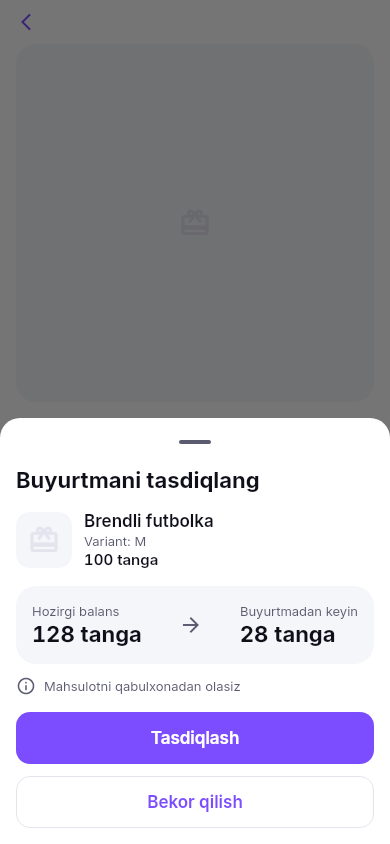 Buyurtmani tasdiqlang
Brendli futbolka
Variant: M
100 tanga
Hozirgi balans
128 tanga
Buyurtmadan keyin
28 tanga
Mahsulotni qabulxonadan olasiz
Tasdiqlash
Bekor qilish